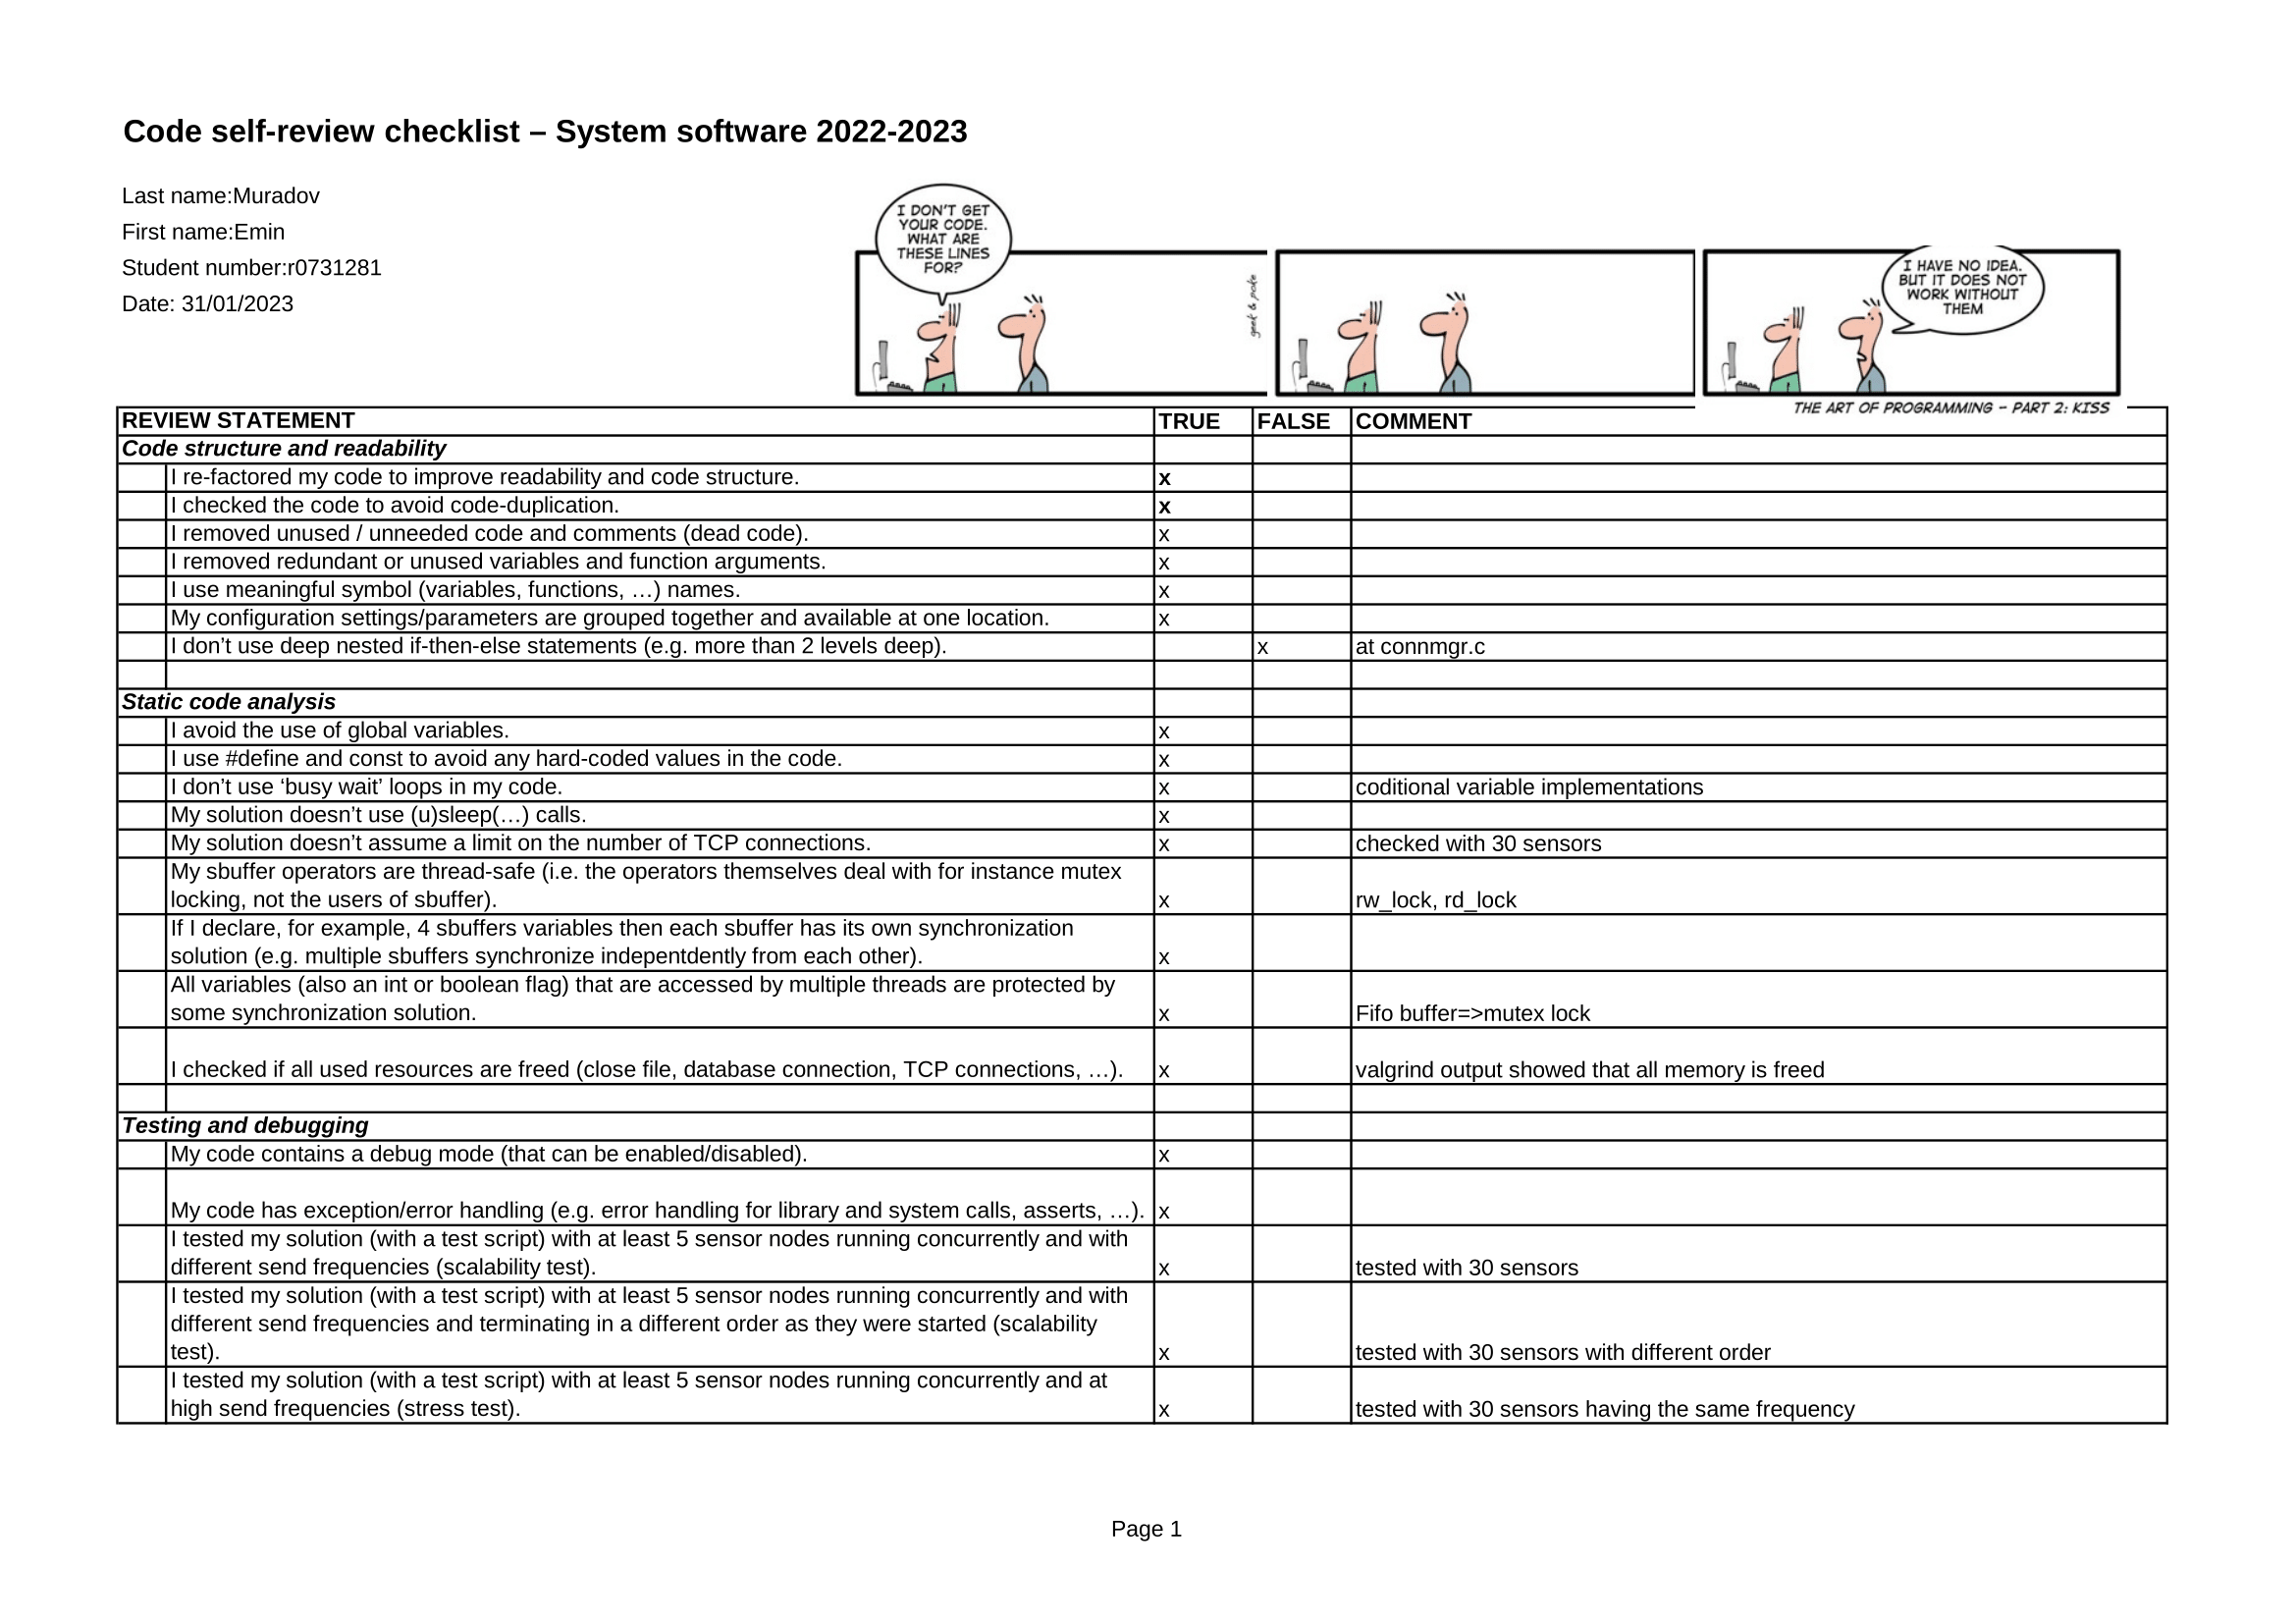 Code self-review checklist – System software 2022-2023
Last name:Muradov
First name:Emin
Student number:r0731281
Date: 31/01/2023
I DON'T GET
YOUR CODE.
WHAT ARE
THESE LINES
FOR?
geek & poke
I HAVE NO IDEA.
BUT IT DOES NOT
WORK WITHOUT
THEM
THE ART OF PROGRAMMING - PART 2: KISS
REVIEW STATEMENT TRUE FALSE COMMENT
Code structure and readability
I re-factored my code to improve readability and code structure. x
I checked the code to avoid code-duplication. x
I removed unused / unneeded code and comments (dead code). x
I removed redundant or unused variables and function arguments. x
I use meaningful symbol (variables, functions, …) names. x
My configuration settings/parameters are grouped together and available at one location. x
I don’t use deep nested if-then-else statements (e.g. more than 2 levels deep). x at connmgr.c
Static code analysis
I avoid the use of global variables. x
I use #define and const to avoid any hard-coded values in the code. x
I don’t use ‘busy wait’ loops in my code. x coditional variable implementations
My solution doesn’t use (u)sleep(…) calls. x
My solution doesn’t assume a limit on the number of TCP connections. x checked with 30 sensors
My sbuffer operators are thread-safe (i.e. the operators themselves deal with for instance mutex
locking, not the users of sbuffer). x rw_lock, rd_lock
If I declare, for example, 4 sbuffers variables then each sbuffer has its own synchronization
solution (e.g. multiple sbuffers synchronize indepentdently from each other). x
All variables (also an int or boolean flag) that are accessed by multiple threads are protected by
some synchronization solution. x Fifo buffer=>mutex lock
I checked if all used resources are freed (close file, database connection, TCP connections, …). x valgrind output showed that all memory is freed
Testing and debugging
My code contains a debug mode (that can be enabled/disabled). x
My code has exception/error handling (e.g. error handling for library and system calls, asserts, …). x
I tested my solution (with a test script) with at least 5 sensor nodes running concurrently and with
different send frequencies (scalability test). x tested with 30 sensors
I tested my solution (with a test script) with at least 5 sensor nodes running concurrently and with
different send frequencies and terminating in a different order as they were started (scalability
test). x tested with 30 sensors with different order
I tested my solution (with a test script) with at least 5 sensor nodes running concurrently and at
high send frequencies (stress test). x tested with 30 sensors having the same frequency
Page 1